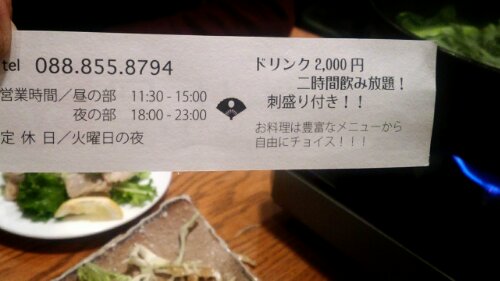 tel 088.855.8794
営業時間／昼の部 11:30 - 15:00
夜の部 18:00 - 23:00
定 休 日／火曜日の夜
ドリンク2,000円
二時間飲み放題！
刺盛り付き！！
お料理は豊富なメニューから
自由にチョイス！！！